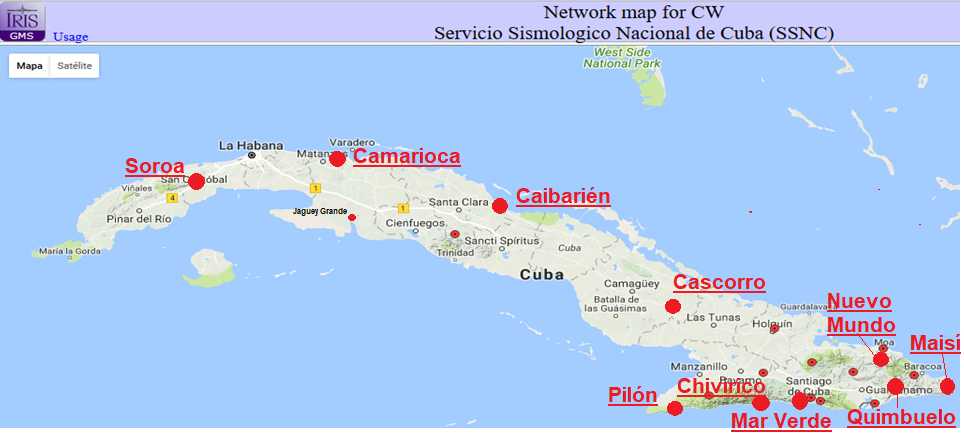 IRIS
GMS
Usage
Network map for CW
Servicio Sismologico Nacional de Cuba (SSNC)
Mapa
Satélite
West Side
National Park
La Habana
Varadero
Matanzas
Camarioca
Soroa
San Cristóbal
Viñales
4
1
Pinar del Río
Jaguey Grande
1
Santa Clara
Caibarién
Cienfuegos
Sancti Spíritus
Trinidad
María la Gorda
Cuba
Cuba
Camagüey
Cascorro
Batalla de
las Guásimas
Las Tunas
Guardalavaca
Holguín
Nuevo
Mundo
Moa
Maisí
Baracoa
Manzanillo
Bayamo
Chivirico
Santiago
de Cuba
Guantánamo
Pilón
Mar Verde
Quimbuelo